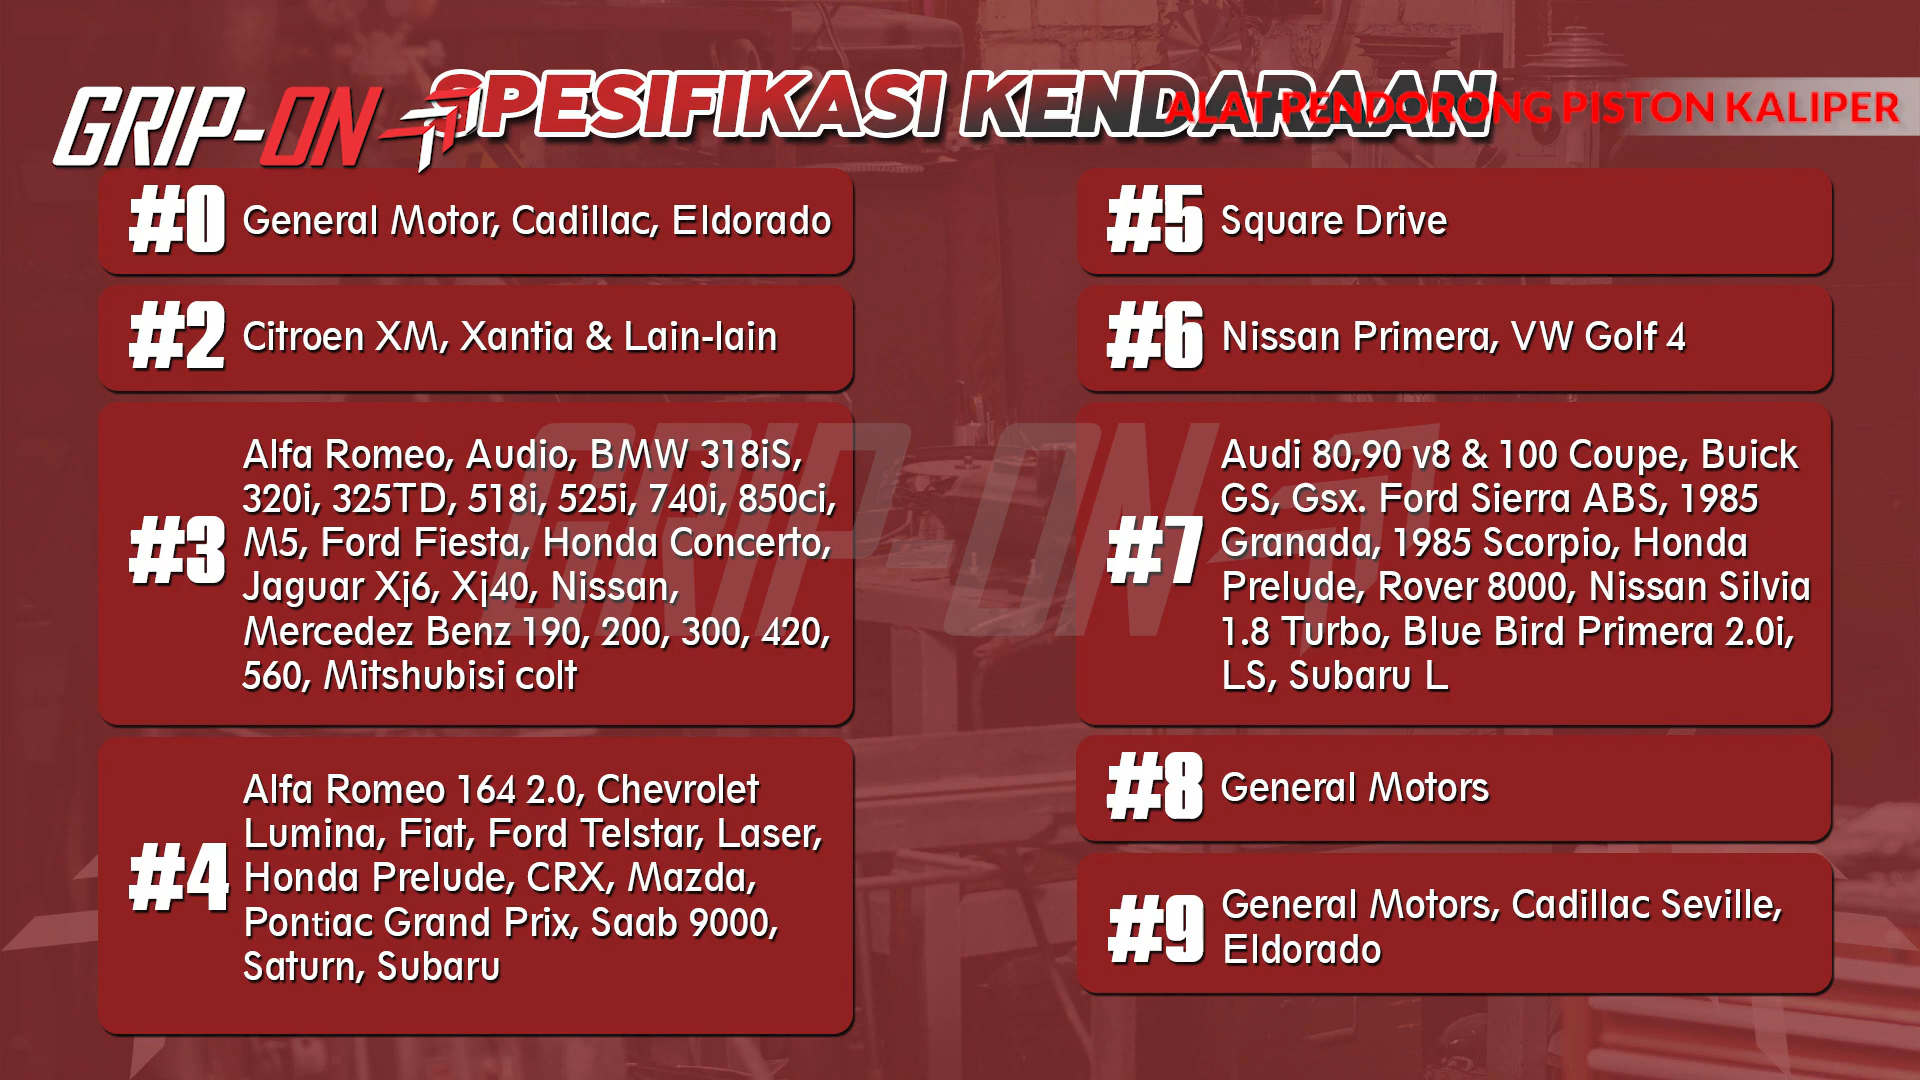 GRIP-ON
SPESIFIKASI KENDARAAN
ALAT PENDORONG PISTON KALIPER
#0
General Motor, Cadillac, Eldorado
#2
Citroen XM, Xantia & Lain-lain
#3
Alfa Romeo, Audio, BMW 318iS,
320i, 325TD, 518i, 525i, 740i, 850ci,
M5, Ford Fiesta, Honda Concerto,
Jaguar Xj6, Xj40, Nissan,
Mercedez Benz 190, 200, 300, 420,
560, Mitshubisi colt
#4
Alfa Romeo 164 2.0, Chevrolet
Lumina, Fiat, Ford Telstar, Laser,
Honda Prelude, CRX, Mazda,
Pontiac Grand Prix, Saab 9000,
Saturn, Subaru
#5
Square Drive
#6
Nissan Primera, VW Golf 4
#7
Audi 80,90 v8 & 100 Coupe, Buick
GS, Gsx. Ford Sierra ABS, 1985
Granada, 1985 Scorpio, Honda
Prelude, Rover 8000, Nissan Silvia
1.8 Turbo, Blue Bird Primera 2.0i,
LS, Subaru L
#8
General Motors
#9
General Motors, Cadillac Seville,
Eldorado
GRIP-ON